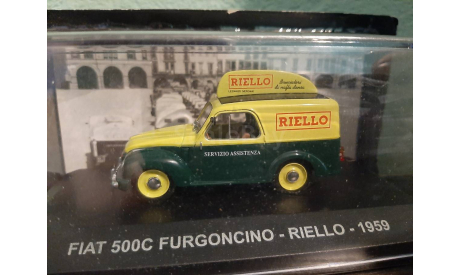 RIELLO
RIELLO
SERVIZIO ASSISTENZA
FIAT 500C FURGONCINO - RIELLO - 1959